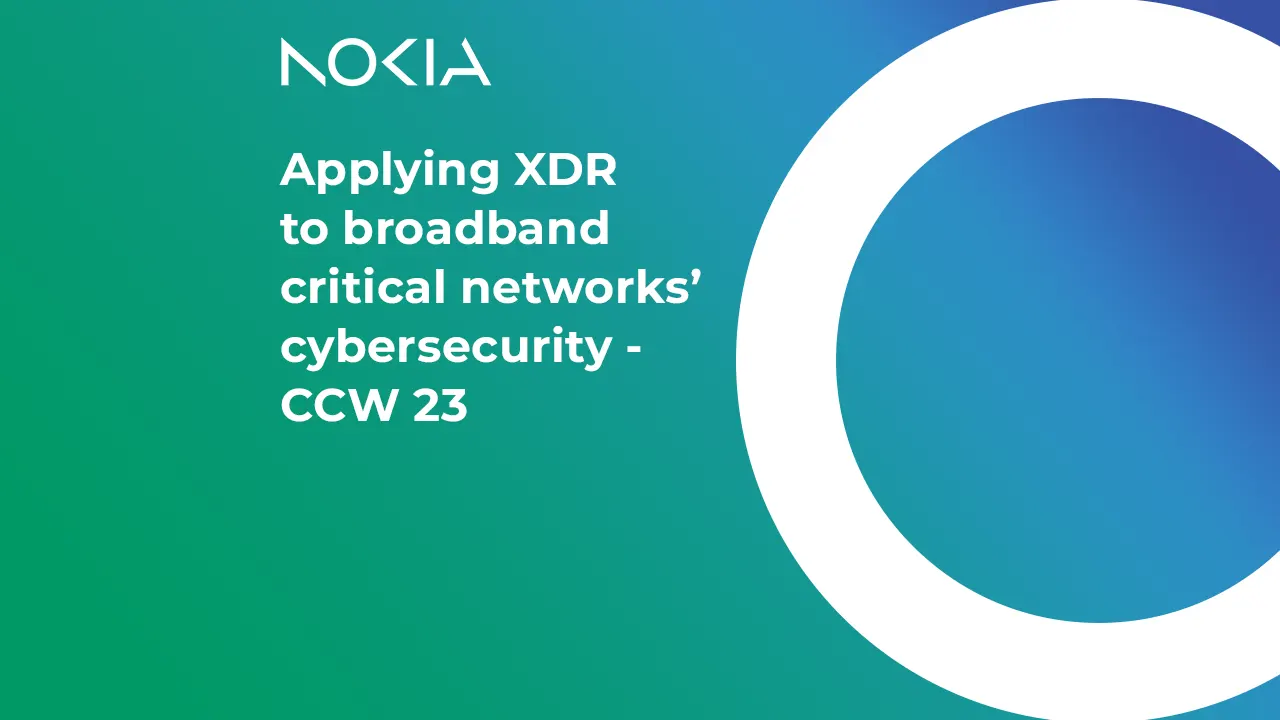 NOKIA
Applying XDR
to broadband
critical networks’
cybersecurity -
CCW 23